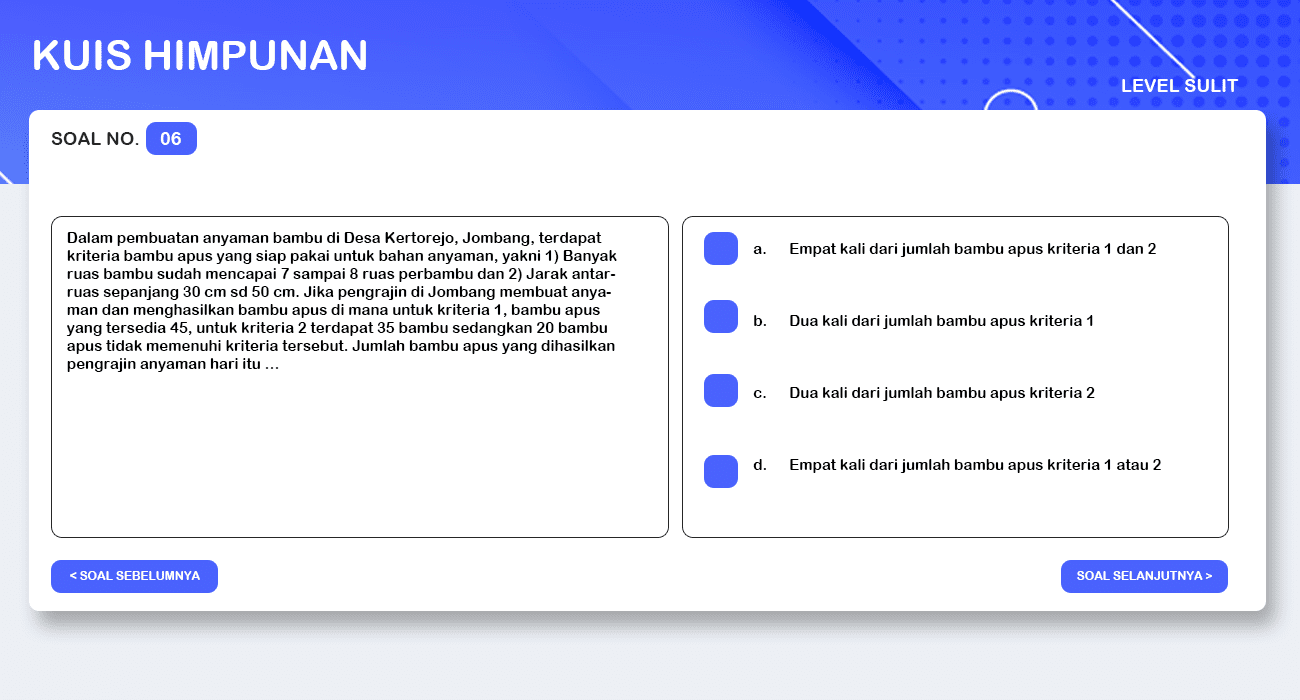 KUIS HIMPUNAN
LEVEL SULIT
SOAL NO. 06
Dalam pembuatan anyaman bambu di Desa Kertorejo, Jombang, terdapat
kriteria bambu apus yang siap pakai untuk bahan anyaman, yakni 1) Banyak
ruas bambu sudah mencapai 7 sampai 8 ruas perbambu dan 2) Jarak antar-
ruas sepanjang 30 cm sd 50 cm. Jika pengrajin di Jombang membuat anya-
man dan menghasilkan bambu apus di mana untuk kriteria 1, bambu apus
yang tersedia 45, untuk kriteria 2 terdapat 35 bambu sedangkan 20 bambu
apus tidak memenuhi kriteria tersebut. Jumlah bambu apus yang dihasilkan
pengrajin anyaman hari itu …
a. Empat kali dari jumlah bambu apus kriteria 1 dan 2
b. Dua kali dari jumlah bambu apus kriteria 1
c. Dua kali dari jumlah bambu apus kriteria 2
d. Empat kali dari jumlah bambu apus kriteria 1 atau 2
< SOAL SEBELUMNYA
SOAL SELANJUTNYA >